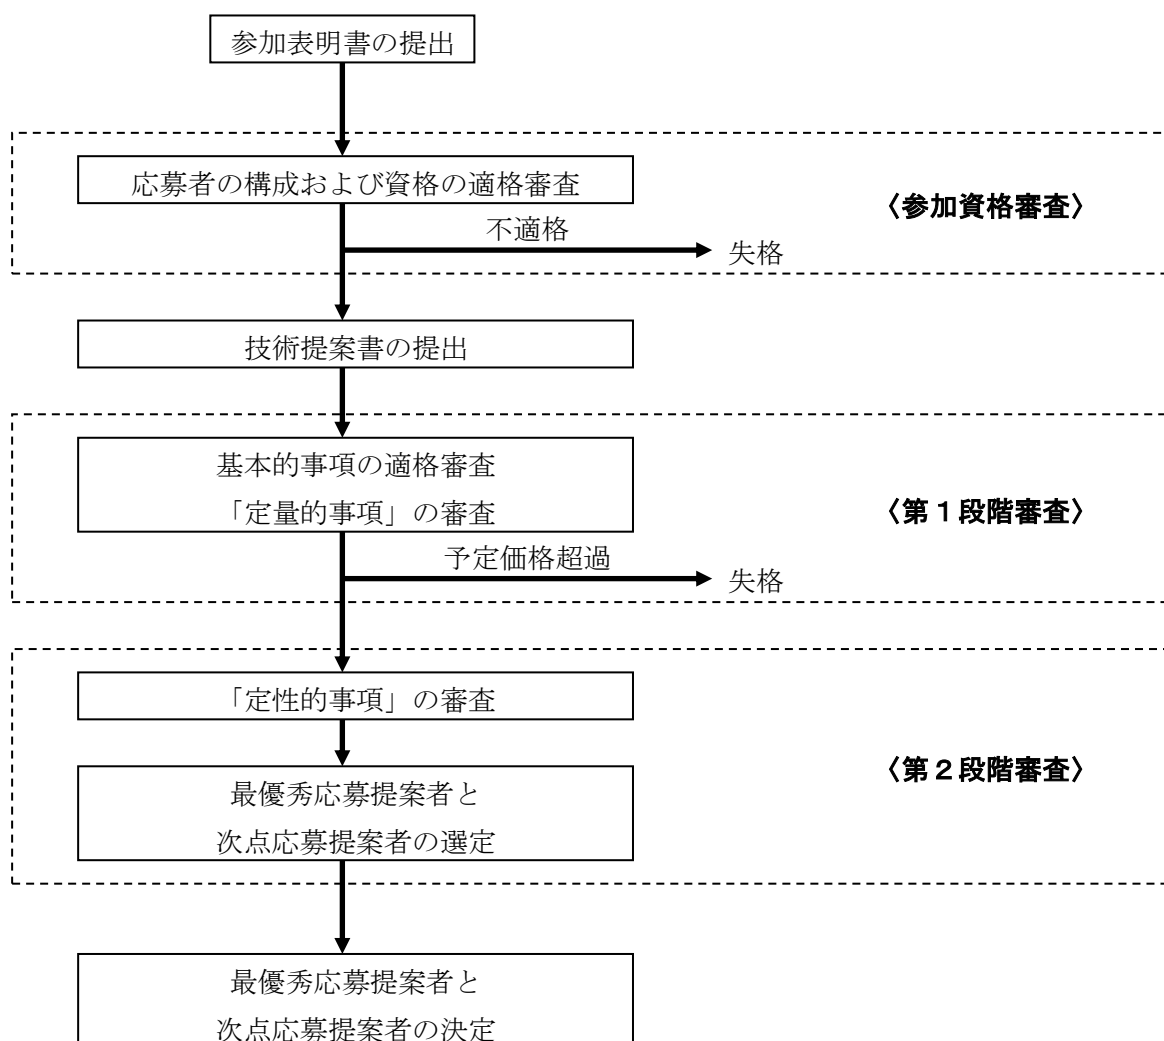 参加表明書の提出
応募者の構成および資格の適格審査
〈参加資格審査〉
不適格
失格
技術提案書の提出
基本的事項の適格審査
「定量的事項」の審査
〈第1段階審査〉
予定価格超過
失格
「定性的事項」の審査
〈第2段階審査〉
最優秀応募提案者と
次点応募提案者の選定
最優秀応募提案者と
次点応募提案者の決定